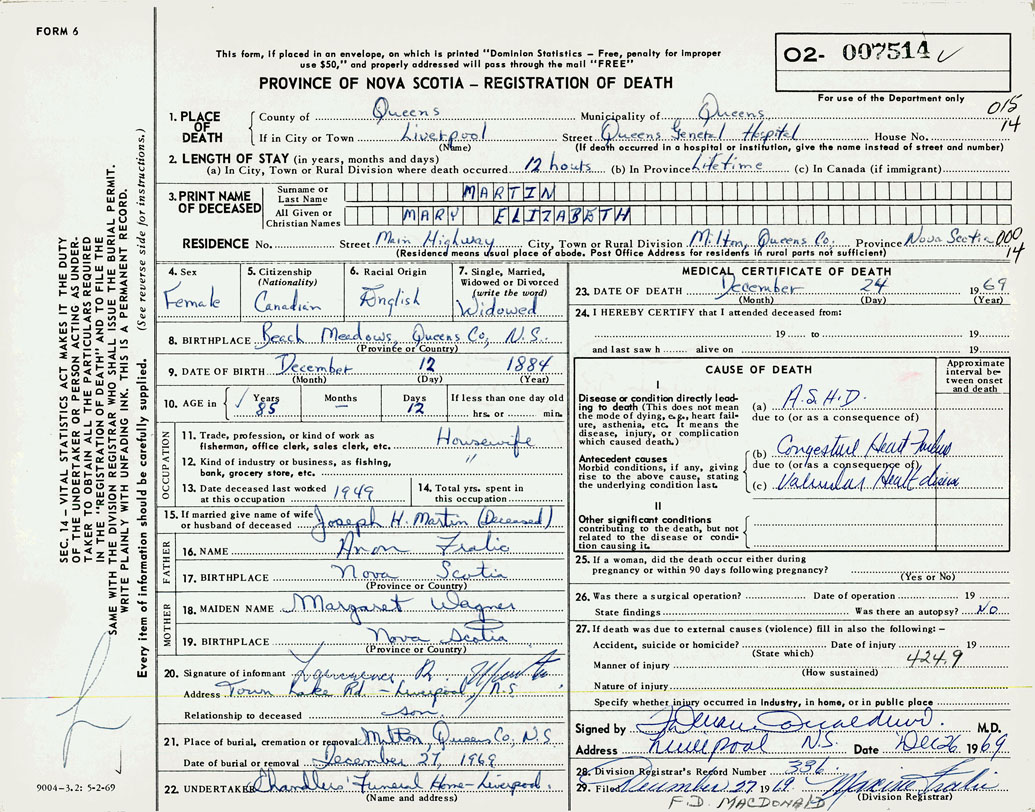 FORM 6
This form, if placed in an envelope, on which is printed "Dominion Statistics – Free, penalty for improper
use $50," and properly addressed will pass through the mail "FREE"
PROVINCE OF NOVA SCOTIA – REGISTRATION OF DEATH
O2- 007514
For use of the Department only
015
14
1. PLACE OF DEATH
County of Queens Municipality of Queens
If in City or Town Liverpool Street Queens General Hospital House No.
(Name) (If death occurred in a hospital or institution, give the name instead of street and number)
2. LENGTH OF STAY (in years, months and days)
(a) In City, Town or Rural Division where death occurred 12 hours (b) In Province Lifetime (c) In Canada (if immigrant)
3. PRINT NAME OF DECEASED
Surname or Last Name MARTIN
All Given or Christian Names MARY ELIZABETH
RESIDENCE No. Street Main Highway City, Town or Rural Division Milton, Queens Co. Province Nova Scotia 000
14
(Residence means usual place of abode. Post Office Address for residents in rural parts not sufficient)
4. Sex Female
5. Citizenship (Nationality) Canadian
6. Racial Origin English
7. Single, Married, Widowed or Divorced (write the word) Widowed
8. BIRTHPLACE Beach Meadows, Queens Co, N.S.
(Province or Country)
9. DATE OF BIRTH December 12 1884
(Month) (Day) (Year)
10. AGE in Years 85 Months – Days 12 If less than one day old
hrs. or min.
OCCUPATION
11. Trade, profession, or kind of work as
fisherman, office clerk, sales clerk, etc. Housewife
12. Kind of industry or business, as fishing,
bank, grocery store, etc. "
13. Date deceased last worked
at this occupation 1949
14. Total yrs. spent in
this occupation
15. If married give name of wife
or husband of deceased Joseph H. Martin (Deceased)
FATHER
16. NAME
17. BIRTHPLACE Nova Scotia
(Province or Country)
MOTHER
18. MAIDEN NAME Margaret Wagner
19. BIRTHPLACE Nova Scotia
(Province or Country)
20. Signature of informant
Address Town Lake Rd. – Liverpool, N.S
Relationship to deceased son
21. Place of burial, cremation or removal Milton, Queens Co, N.S
Date of burial or removal December 27, 1969
22. UNDERTAKER Chandlers' Funeral Home-Liverpool
(Name and address)
MEDICAL CERTIFICATE OF DEATH
23. DATE OF DEATH December 24 1969
(Month) (Day) (Year)
24. I HEREBY CERTIFY that I attended deceased from:
19 to 19
and last saw h alive on 19
CAUSE OF DEATH
Approximate interval between onset and death
I
Disease or condition directly lead-
ing to death (This does not mean
the mode of dying, e.g., heart fail-
ure, asthenia, etc. It means the
disease, injury, or complication
which caused death.)
(a) A.S.H.D.
due to (or as a consequence of)
Antecedent causes
Morbid conditions, if any, giving
rise to the above cause, stating
the underlying condition last.
(b) Congestive Heart Failure
due to (or as a consequence of)
(c) Valvular Heart disease
II
Other significant conditions
contributing to the death, but not
related to the disease or condi-
tion causing it.
25. If a woman, did the death occur either during
pregnancy or within 90 days following pregnancy?
(Yes or No)
26. Was there a surgical operation? Date of operation 19
State findings Was there an autopsy? No
27. If death was due to external causes (violence) fill in also the following:–
Accident, suicide or homicide? Date of injury 19
(State which)
Manner of injury 424.9
(How sustained)
Nature of injury
Specify whether injury occurred in Industry, in home, or in public place
Signed by M.D.
Address Liverpool N.S. Date Dec 26 1969
28. Division Registrar's Record Number 336
29. Filed December 27 1969
(Division Registrar)
F.D. MACDONALD
SEC. 14 – VITAL STATISTICS ACT MAKES IT THE DUTY
OF THE UNDERTAKER OR PERSON ACTING AS UNDER-
TAKER TO OBTAIN ALL THE PARTICULARS REQUIRED
IN THE "REGISTRATION OF DEATH" AND TO FILE THE
SAME WITH THE DIVISION REGISTRAR WHO SHALL ISSUE THE BURIAL PERMIT.
WRITE PLAINLY WITH UNFADING INK. THIS IS A PERMANENT RECORD.
Every item of information should be carefully supplied. (See reverse side for instructions.)
9004–3.2: 5-2-69